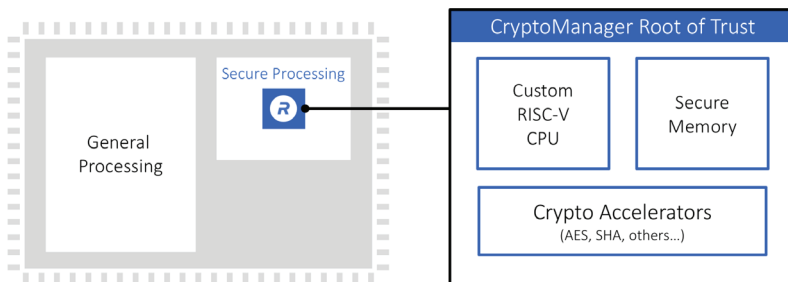 General
Processing
Secure Processing
R
CryptoManager Root of Trust
Custom
RISC-V
CPU
Secure
Memory
Crypto Accelerators
(AES, SHA, others...)